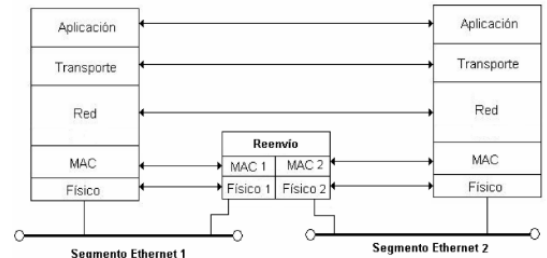 Aplicación
Aplicación
Transporte
Transporte
Red
Red
Reenvío
MAC
MAC 1
MAC 2
MAC
Físico
Físico 1
Físico 2
Físico
Segmento Ethernet 1
Segmento Ethernet 2